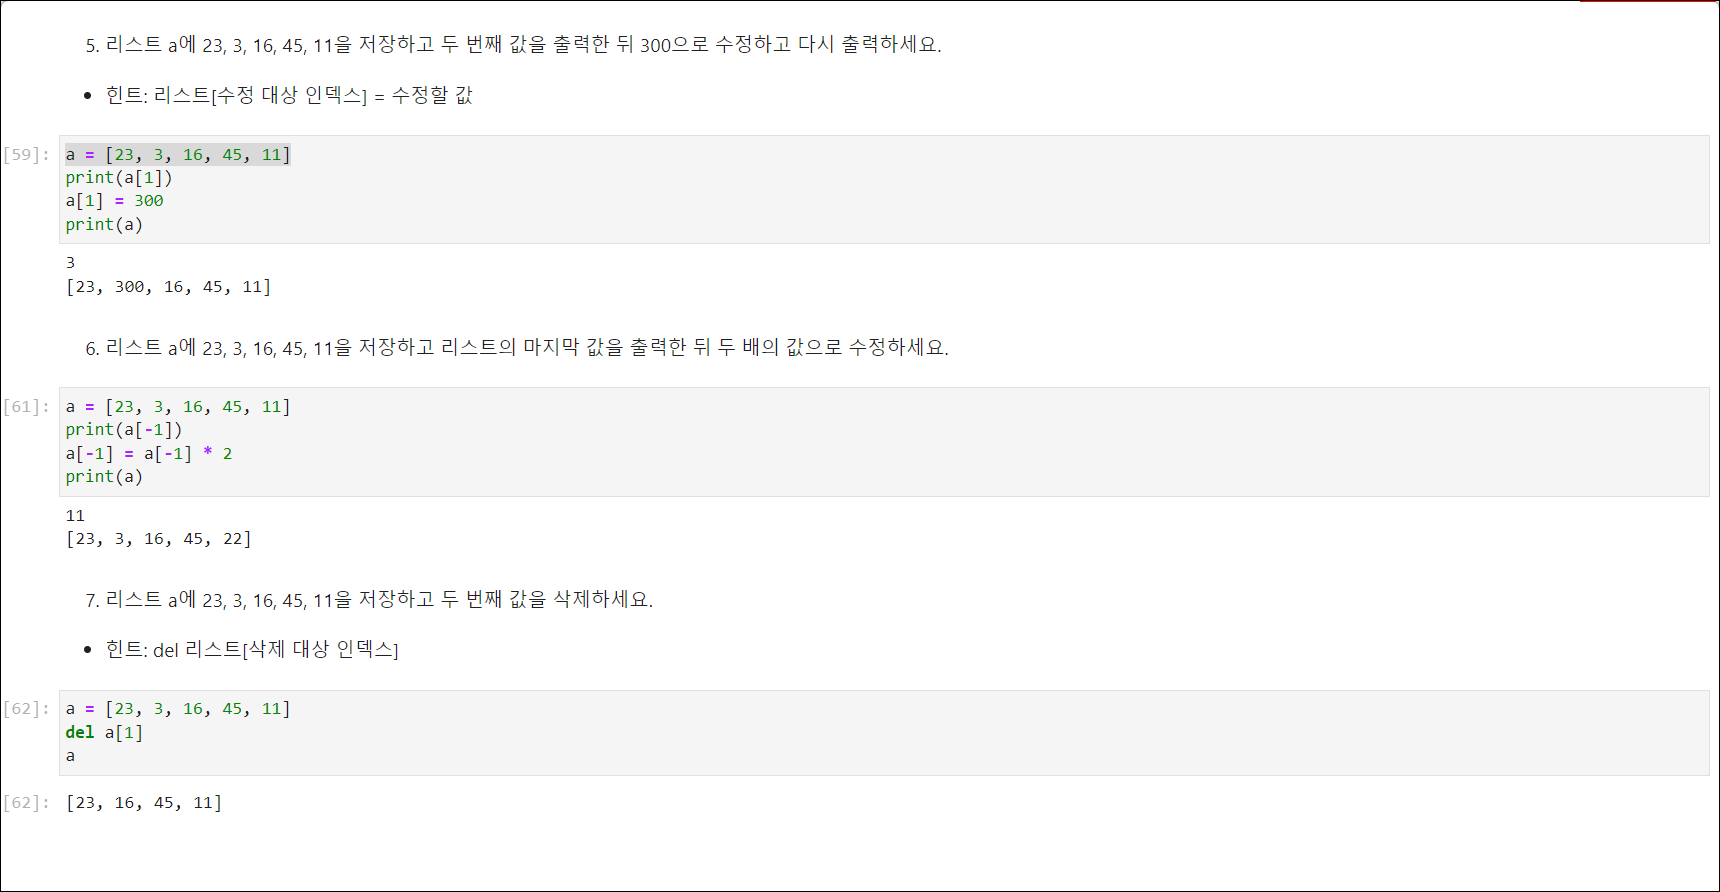 5. 리스트 a에 23, 3, 16, 45, 11을 저장하고 두 번째 값을 출력한 뒤 300으로 수정하고 다시 출력하세요.
• 힌트: 리스트[수정 대상 인덱스] = 수정할 값
[59]: a = [23, 3, 16, 45, 11]
print(a[1])
a[1] = 300
print(a)
3
[23, 300, 16, 45, 11]
6. 리스트 a에 23, 3, 16, 45, 11을 저장하고 리스트의 마지막 값을 출력한 뒤 두 배의 값으로 수정하세요.
[61]: a = [23, 3, 16, 45, 11]
print(a[-1])
a[-1] = a[-1] * 2
print(a)
11
[23, 3, 16, 45, 22]
7. 리스트 a에 23, 3, 16, 45, 11을 저장하고 두 번째 값을 삭제하세요.
• 힌트: del 리스트[삭제 대상 인덱스]
[62]: a = [23, 3, 16, 45, 11]
del a[1]
a
[62]: [23, 16, 45, 11]